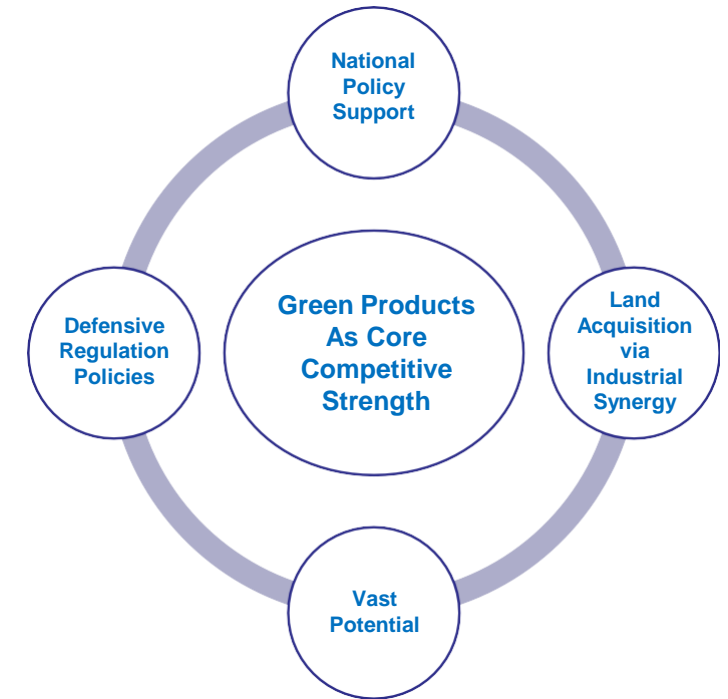 National
Policy
Support
Defensive
Regulation
Policies
Green Products
As Core
Competitive
Strength
Land
Acquisition
via
Industrial
Synergy
Vast
Potential